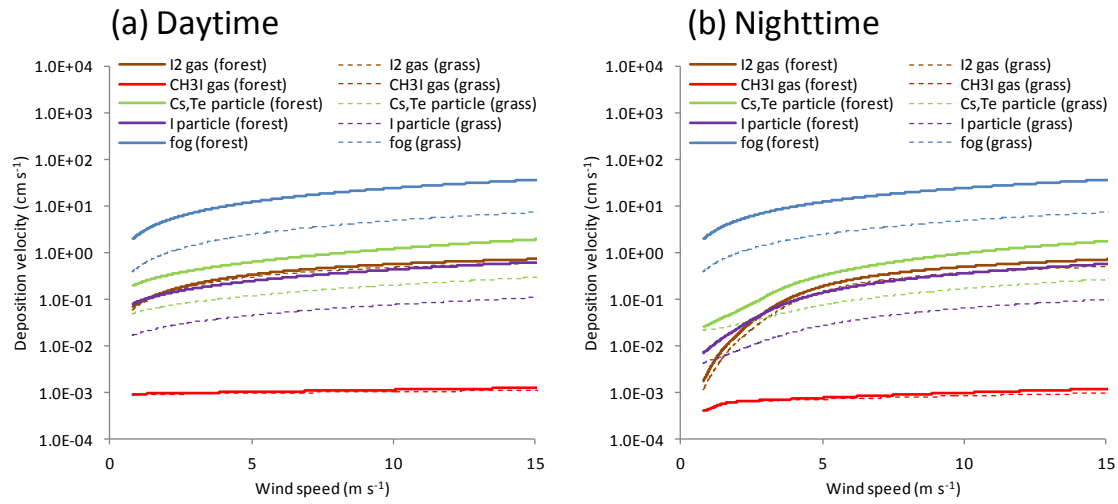 (a) Daytime
I2 gas (forest) I2 gas (grass)
CH3I gas (forest) CH3I gas (grass)
Cs,Te particle (forest) Cs,Te particle (grass)
I particle (forest) I particle (grass)
fog (forest) fog (grass)
Deposition velocity (cm s⁻¹)
1.0E+04
1.0E+03
1.0E+02
1.0E+01
1.0E+00
1.0E-01
1.0E-02
1.0E-03
1.0E-04
0 5 10 15
Wind speed (m s⁻¹)
(b) Nighttime
I2 gas (forest) I2 gas (grass)
CH3I gas (forest) CH3I gas (grass)
Cs,Te particle (forest) Cs,Te particle (grass)
I particle (forest) I particle (grass)
fog (forest) fog (grass)
Deposition velocity (cm s⁻¹)
1.0E+04
1.0E+03
1.0E+02
1.0E+01
1.0E+00
1.0E-01
1.0E-02
1.0E-03
1.0E-04
0 5 10 15
Wind speed (m s⁻¹)